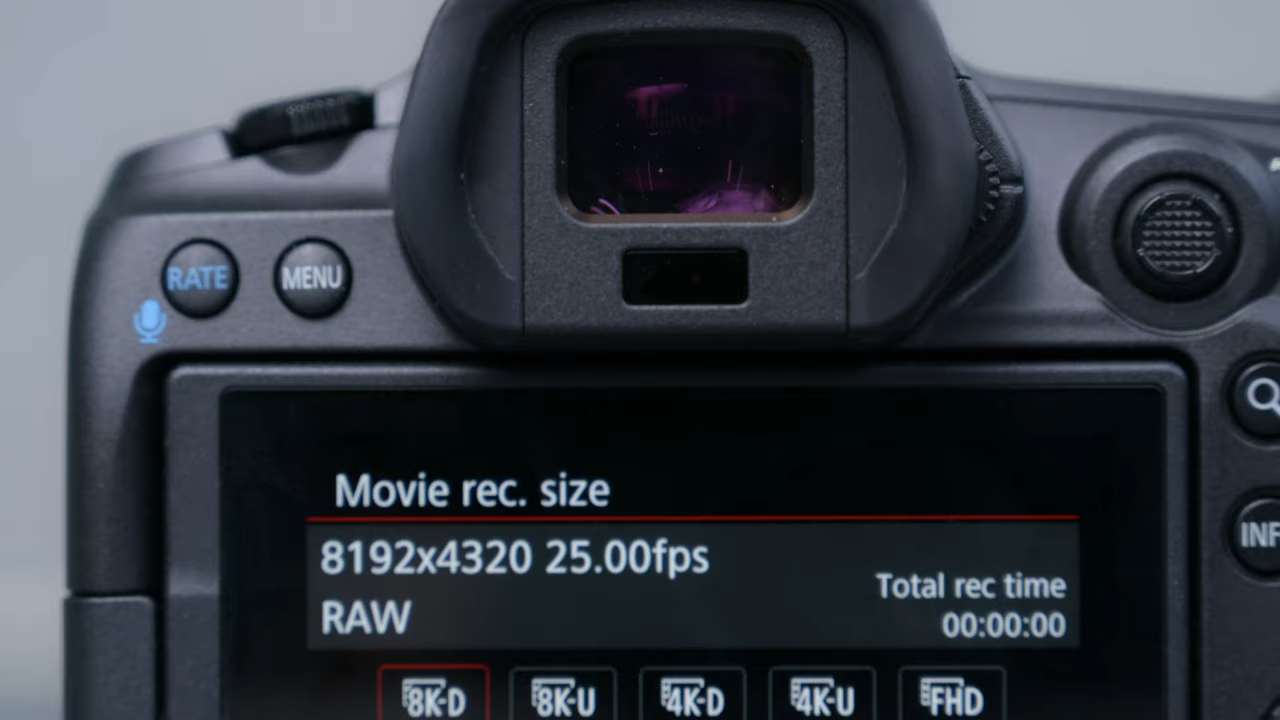 RATE MENU
Movie rec. size
8192x4320 25.00fps
RAW
Total rec time
00:00:00
INF
8K-D 8K-U 4K-D 4K-U FHD